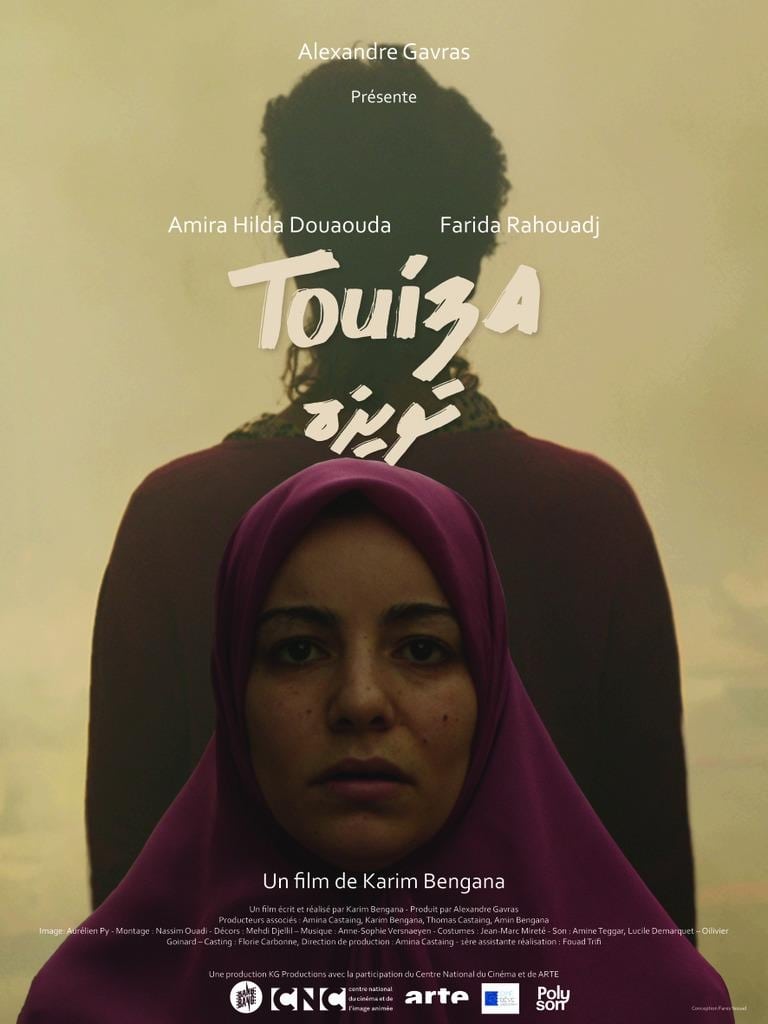 Alexandre Gavras
Présente
Amira Hilda Douaouda Farida Rahouadj
Touiza
تويزه
Un film de Karim Bengana
Un film écrit et réalisé par Karim Bengana - Produit par Alexandre Gavras
Producteurs associés : Amina Castaing, Karim Bengana, Thomas Castaing, Amin Bengana
Image: Aurélien Py - Montage : Nassim Ouadi - Décors : Mehdi Djellil – Musique : Anne-Sophie Versnaeyen - Costumes : Jean-Marc Mireté - Son : Amine Teggar, Lucile Demarquet – Oilivier
Goinard – Casting : Florie Carbonne, Direction de production : Amina Castaing - 1ère assistante réalisation : Fouad Trifi
Une production KG Productions avec la participation du Centre National du Cinéma et de ARTE
CNC centre national
du cinéma et de
l'image animée
arte
Poly
son
Conception Fares Yessad